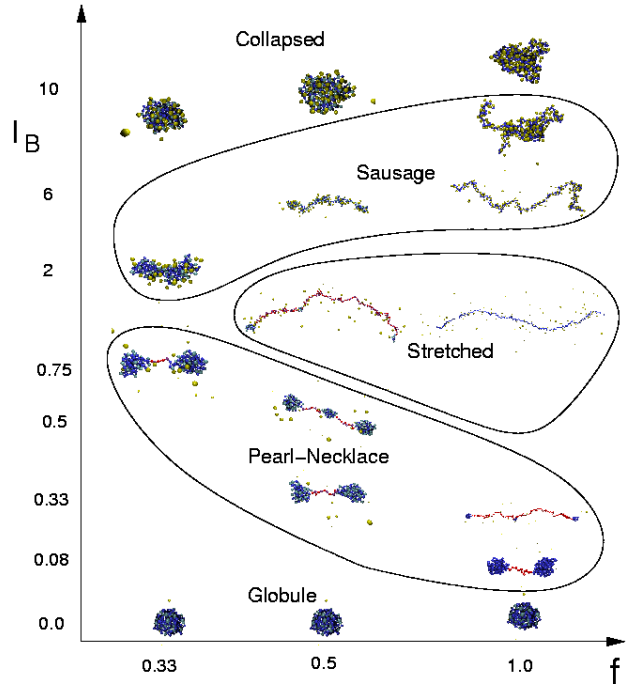 Collapsed
10
l_B
Sausage
6
2
Stretched
0.75
0.5
Pearl-Necklace
0.33
0.08
Globule
0.0
0.33 0.5 1.0
f